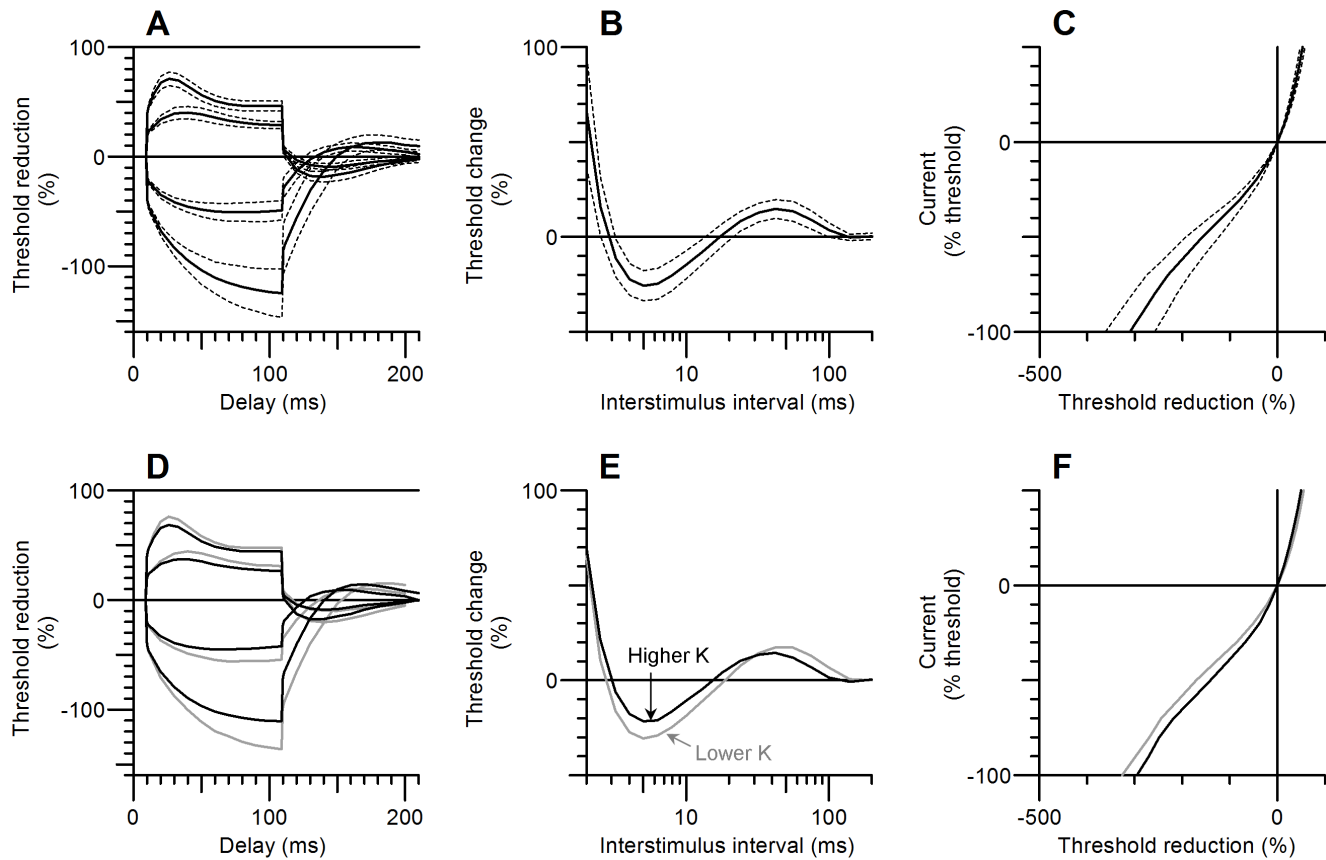 A
B
C
100
0
-100
Threshold reduction
(%)
0
100
200
Delay (ms)
100
0
Threshold change
(%)
10
100
Interstimulus interval (ms)
0
-100
Current
(% threshold)
-500
0
Threshold reduction (%)
D
E
F
100
0
-100
Threshold reduction
(%)
0
100
200
Delay (ms)
100
0
Threshold change
(%)
Higher K
Lower K
10
100
Interstimulus interval (ms)
0
-100
Current
(% threshold)
-500
0
Threshold reduction (%)